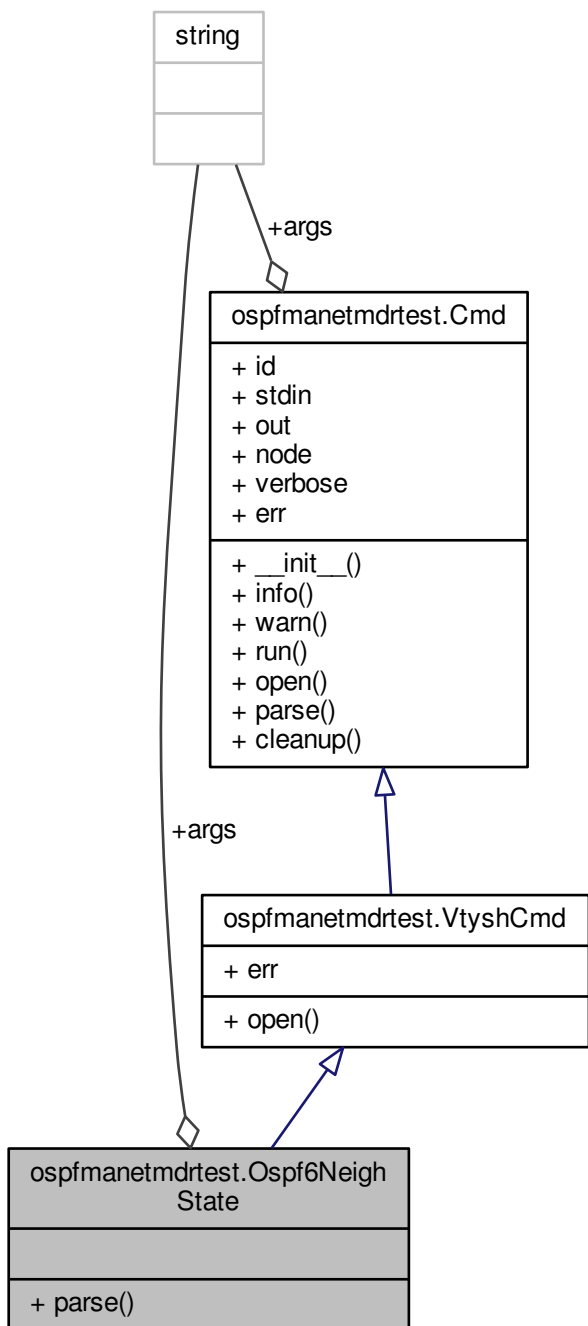 string
+args
ospfmanetmdrtest.Cmd
+ id
+ stdin
+ out
+ node
+ verbose
+ err
+ __init__()
+ info()
+ warn()
+ run()
+ open()
+ parse()
+ cleanup()
+args
ospfmanetmdrtest.VtyshCmd
+ err
+ open()
ospfmanetmdrtest.Ospf6Neigh
State
+ parse()